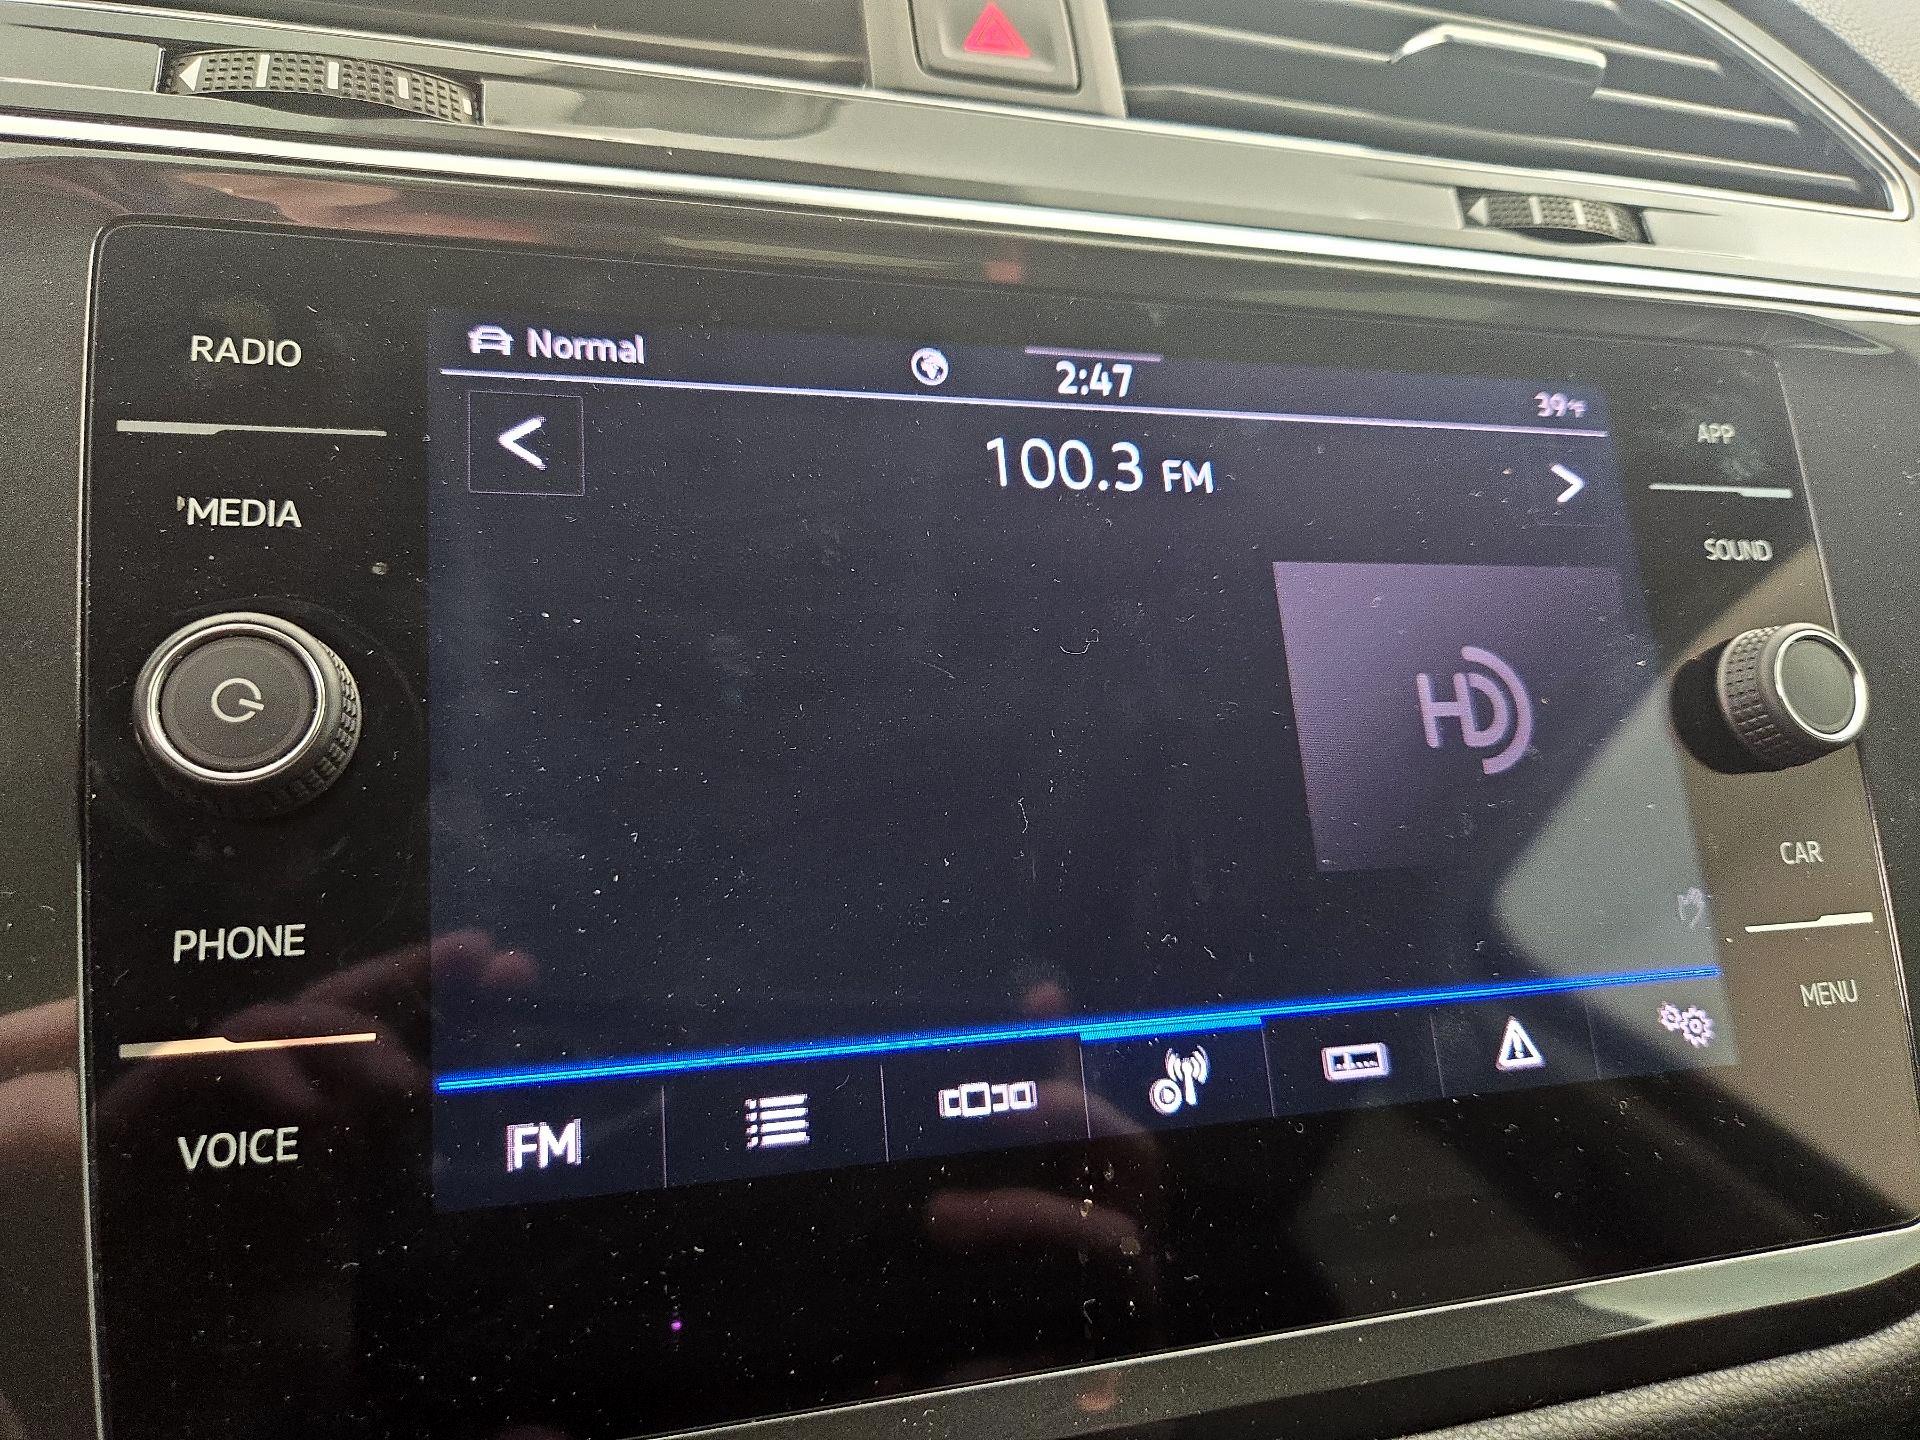 RADIO
MEDIA
PHONE
VOICE
Normal
2:47
39°F
100.3 FM
HD
FM
APP
SOUND
CAR
MENU